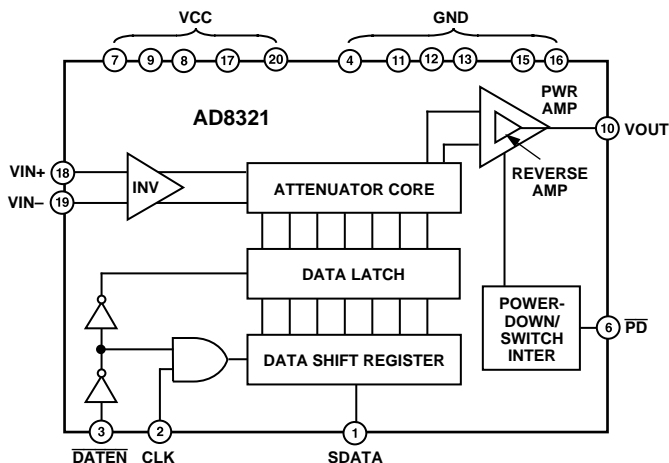 VCC GND
7 9 8 17 20 4 11 12 13 15 16
AD8321
PWR
AMP
10 VOUT
REVERSE
AMP
VIN+ 18
VIN– 19
INV
ATTENUATOR CORE
DATA LATCH
DATA SHIFT REGISTER
POWER-
DOWN/
SWITCH
INTER
6 PD
3 2 1
DATEN CLK SDATA